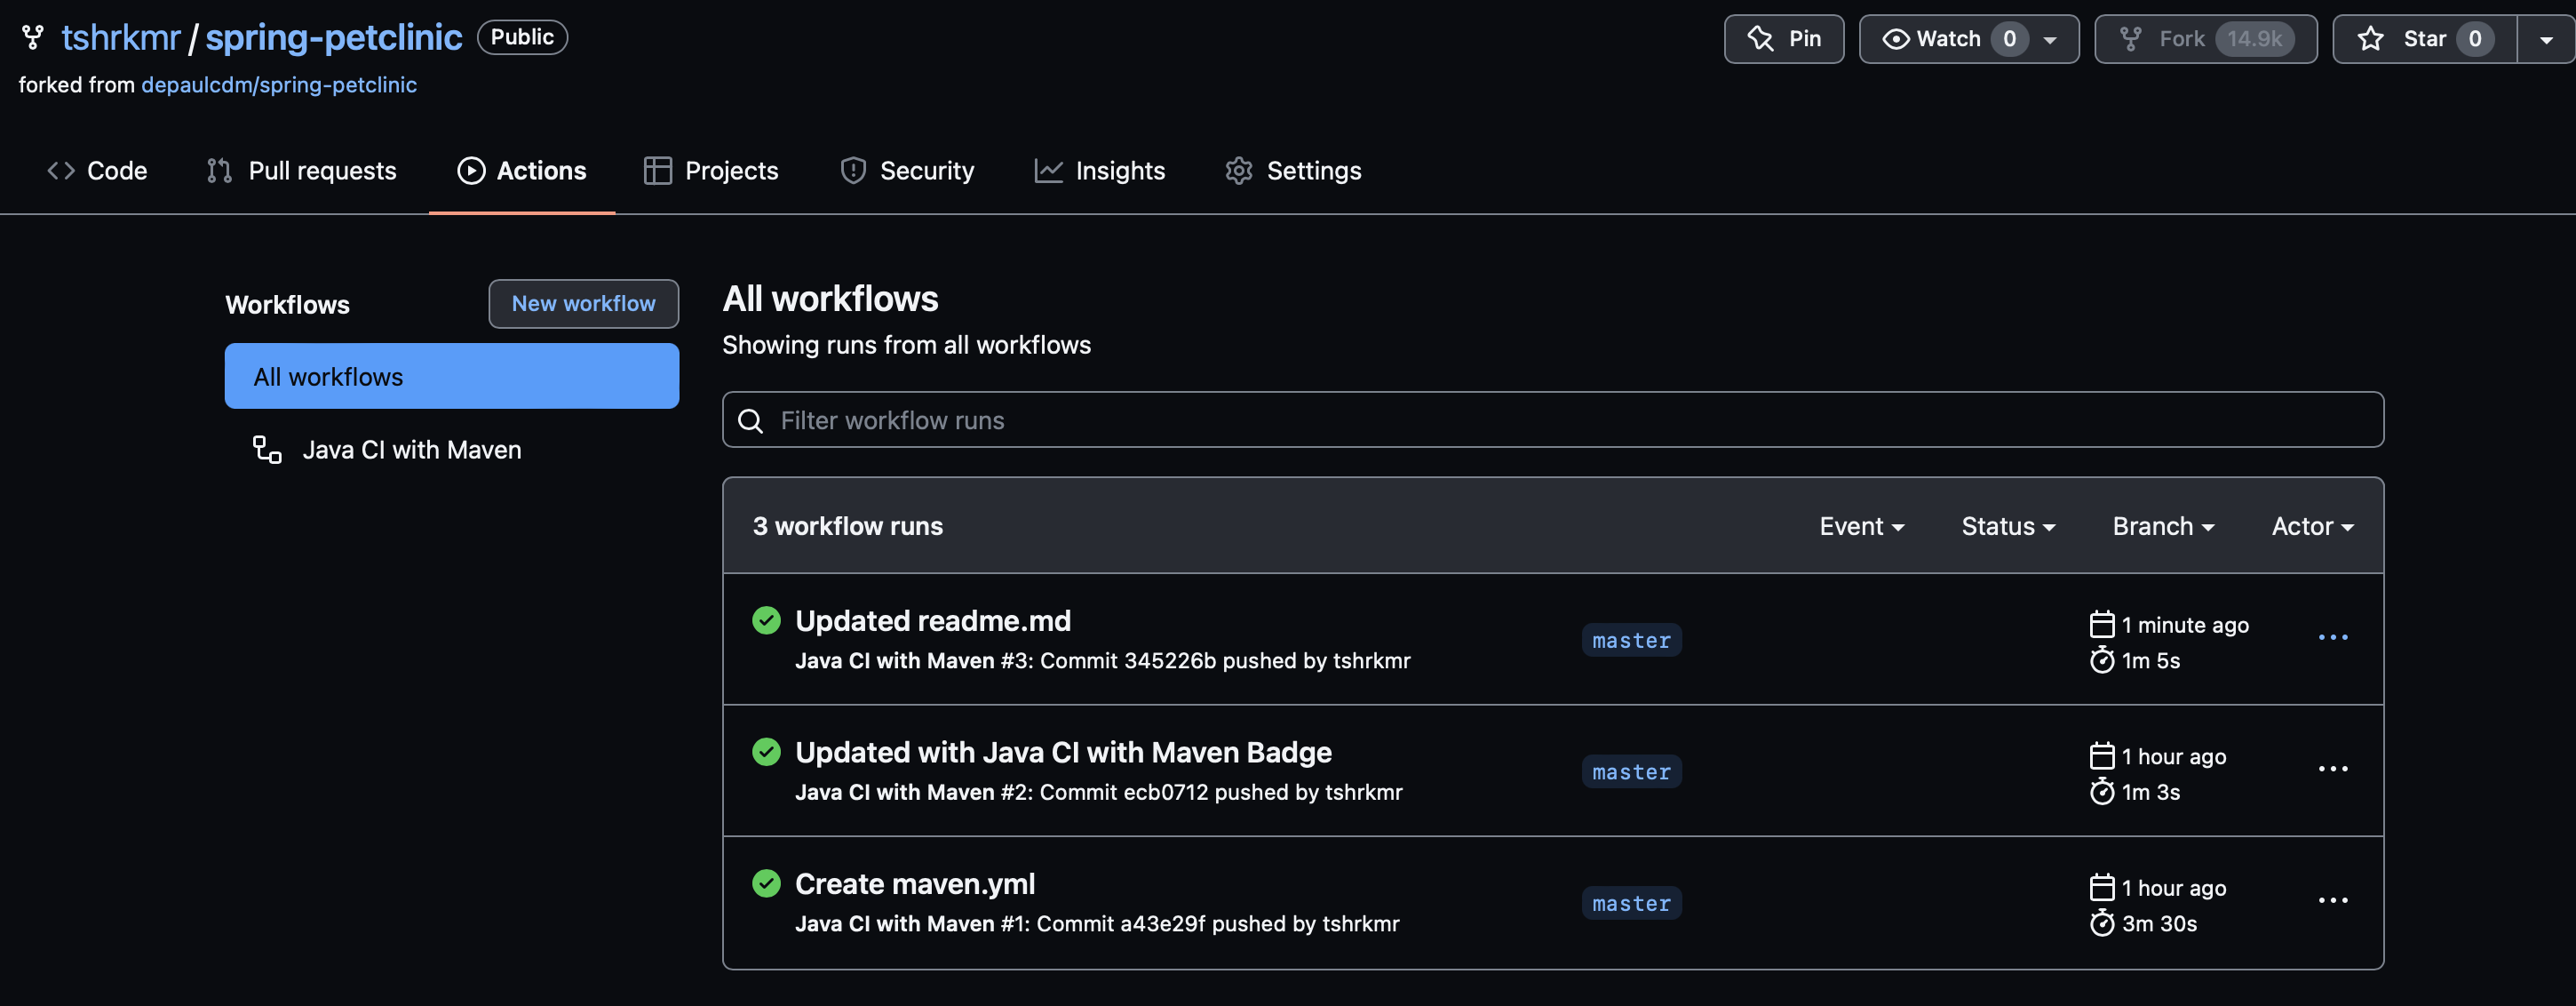 tshrkmr / spring-petclinic Public Pin Watch 0 Fork 14.9k Star 0
forked from depaulcdm/spring-petclinic
Code Pull requests Actions Projects Security Insights Settings
Workflows New workflow
All workflows
Java CI with Maven
All workflows
Showing runs from all workflows
Filter workflow runs
3 workflow runs Event Status Branch Actor
Updated readme.md
Java CI with Maven #3: Commit 345226b pushed by tshrkmr
master
1 minute ago
1m 5s
Updated with Java CI with Maven Badge
Java CI with Maven #2: Commit ecb0712 pushed by tshrkmr
master
1 hour ago
1m 3s
Create maven.yml
Java CI with Maven #1: Commit a43e29f pushed by tshrkmr
master
1 hour ago
3m 30s